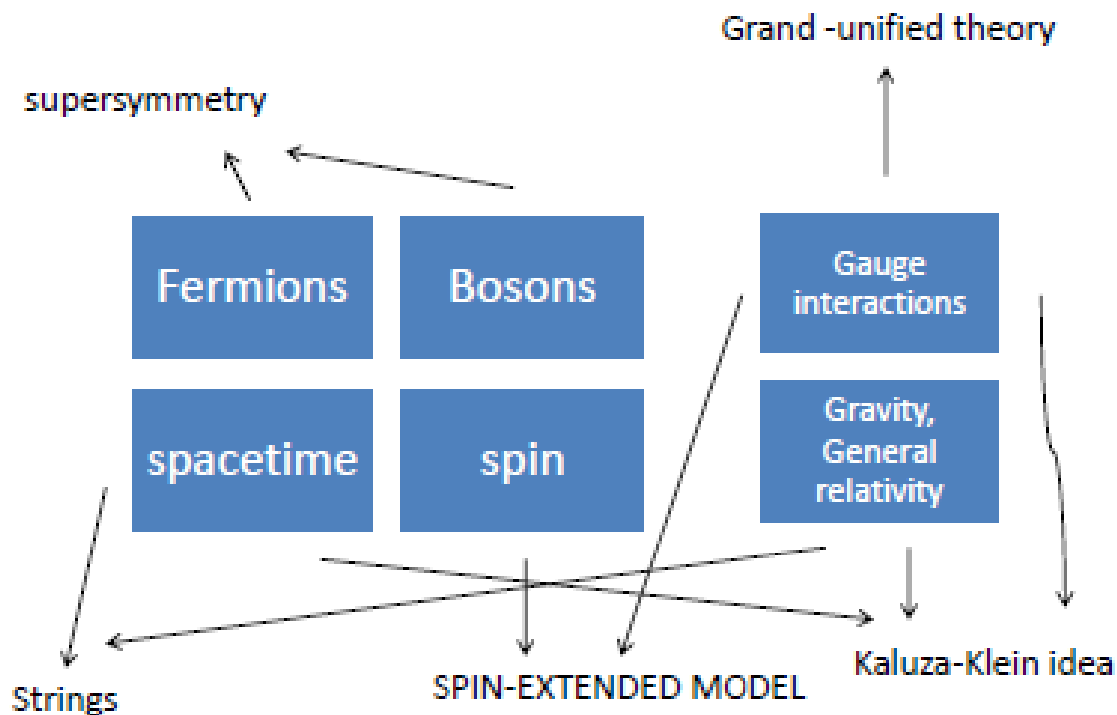 Grand -unified theory
supersymmetry
Fermions
Bosons
Gauge
interactions
spacetime
spin
Gravity,
General
relativity
Strings
SPIN-EXTENDED MODEL
Kaluza-Klein idea